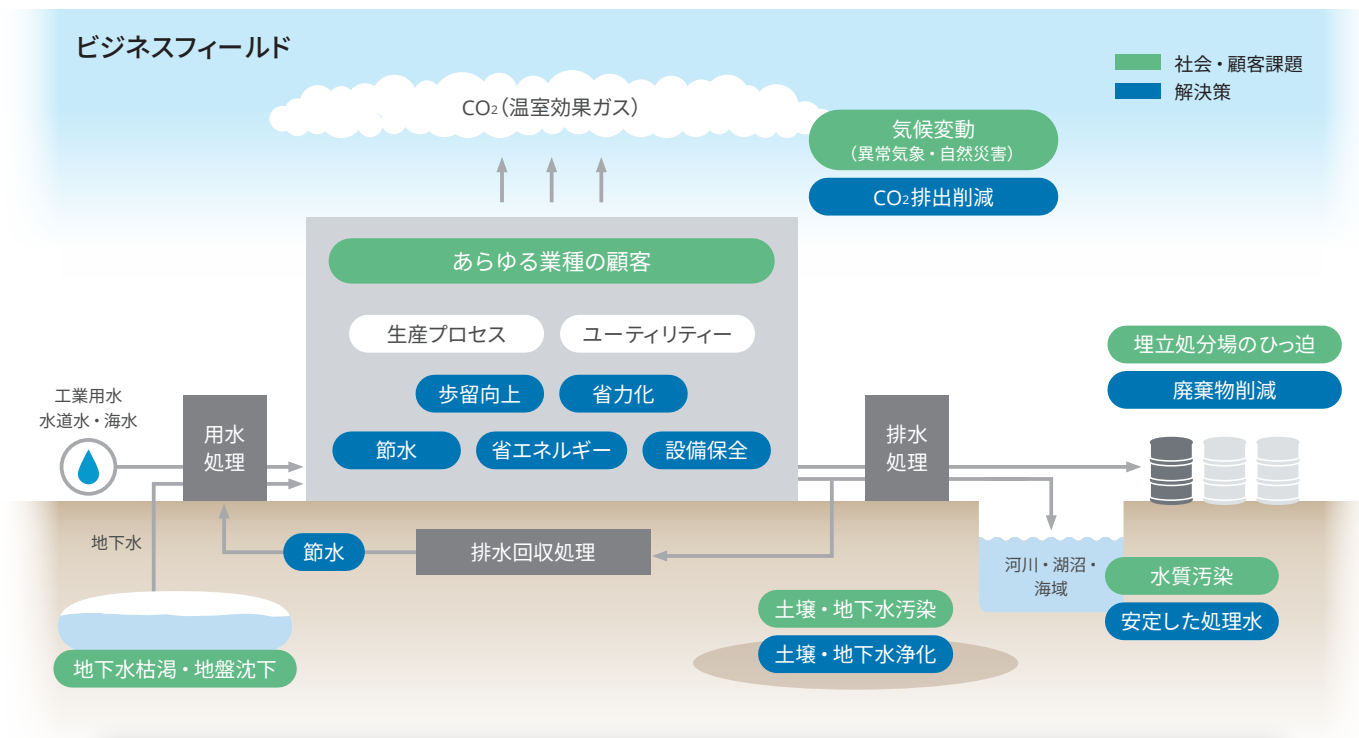 ビジネスフィールド
社会・顧客課題
解決策
CO2（温室効果ガス）
気候変動
（異常気象・自然災害）
CO2排出削減
あらゆる業種の顧客
生産プロセス
ユーティリティー
歩留向上
省力化
節水
省エネルギー
設備保全
工業用水
水道水・海水
用水
処理
排水
処理
埋立処分場のひっ迫
廃棄物削減
地下水
節水
排水回収処理
河川・湖沼・
海域
水質汚染
安定した処理水
土壌・地下水汚染
土壌・地下水浄化
地下水枯渇・地盤沈下